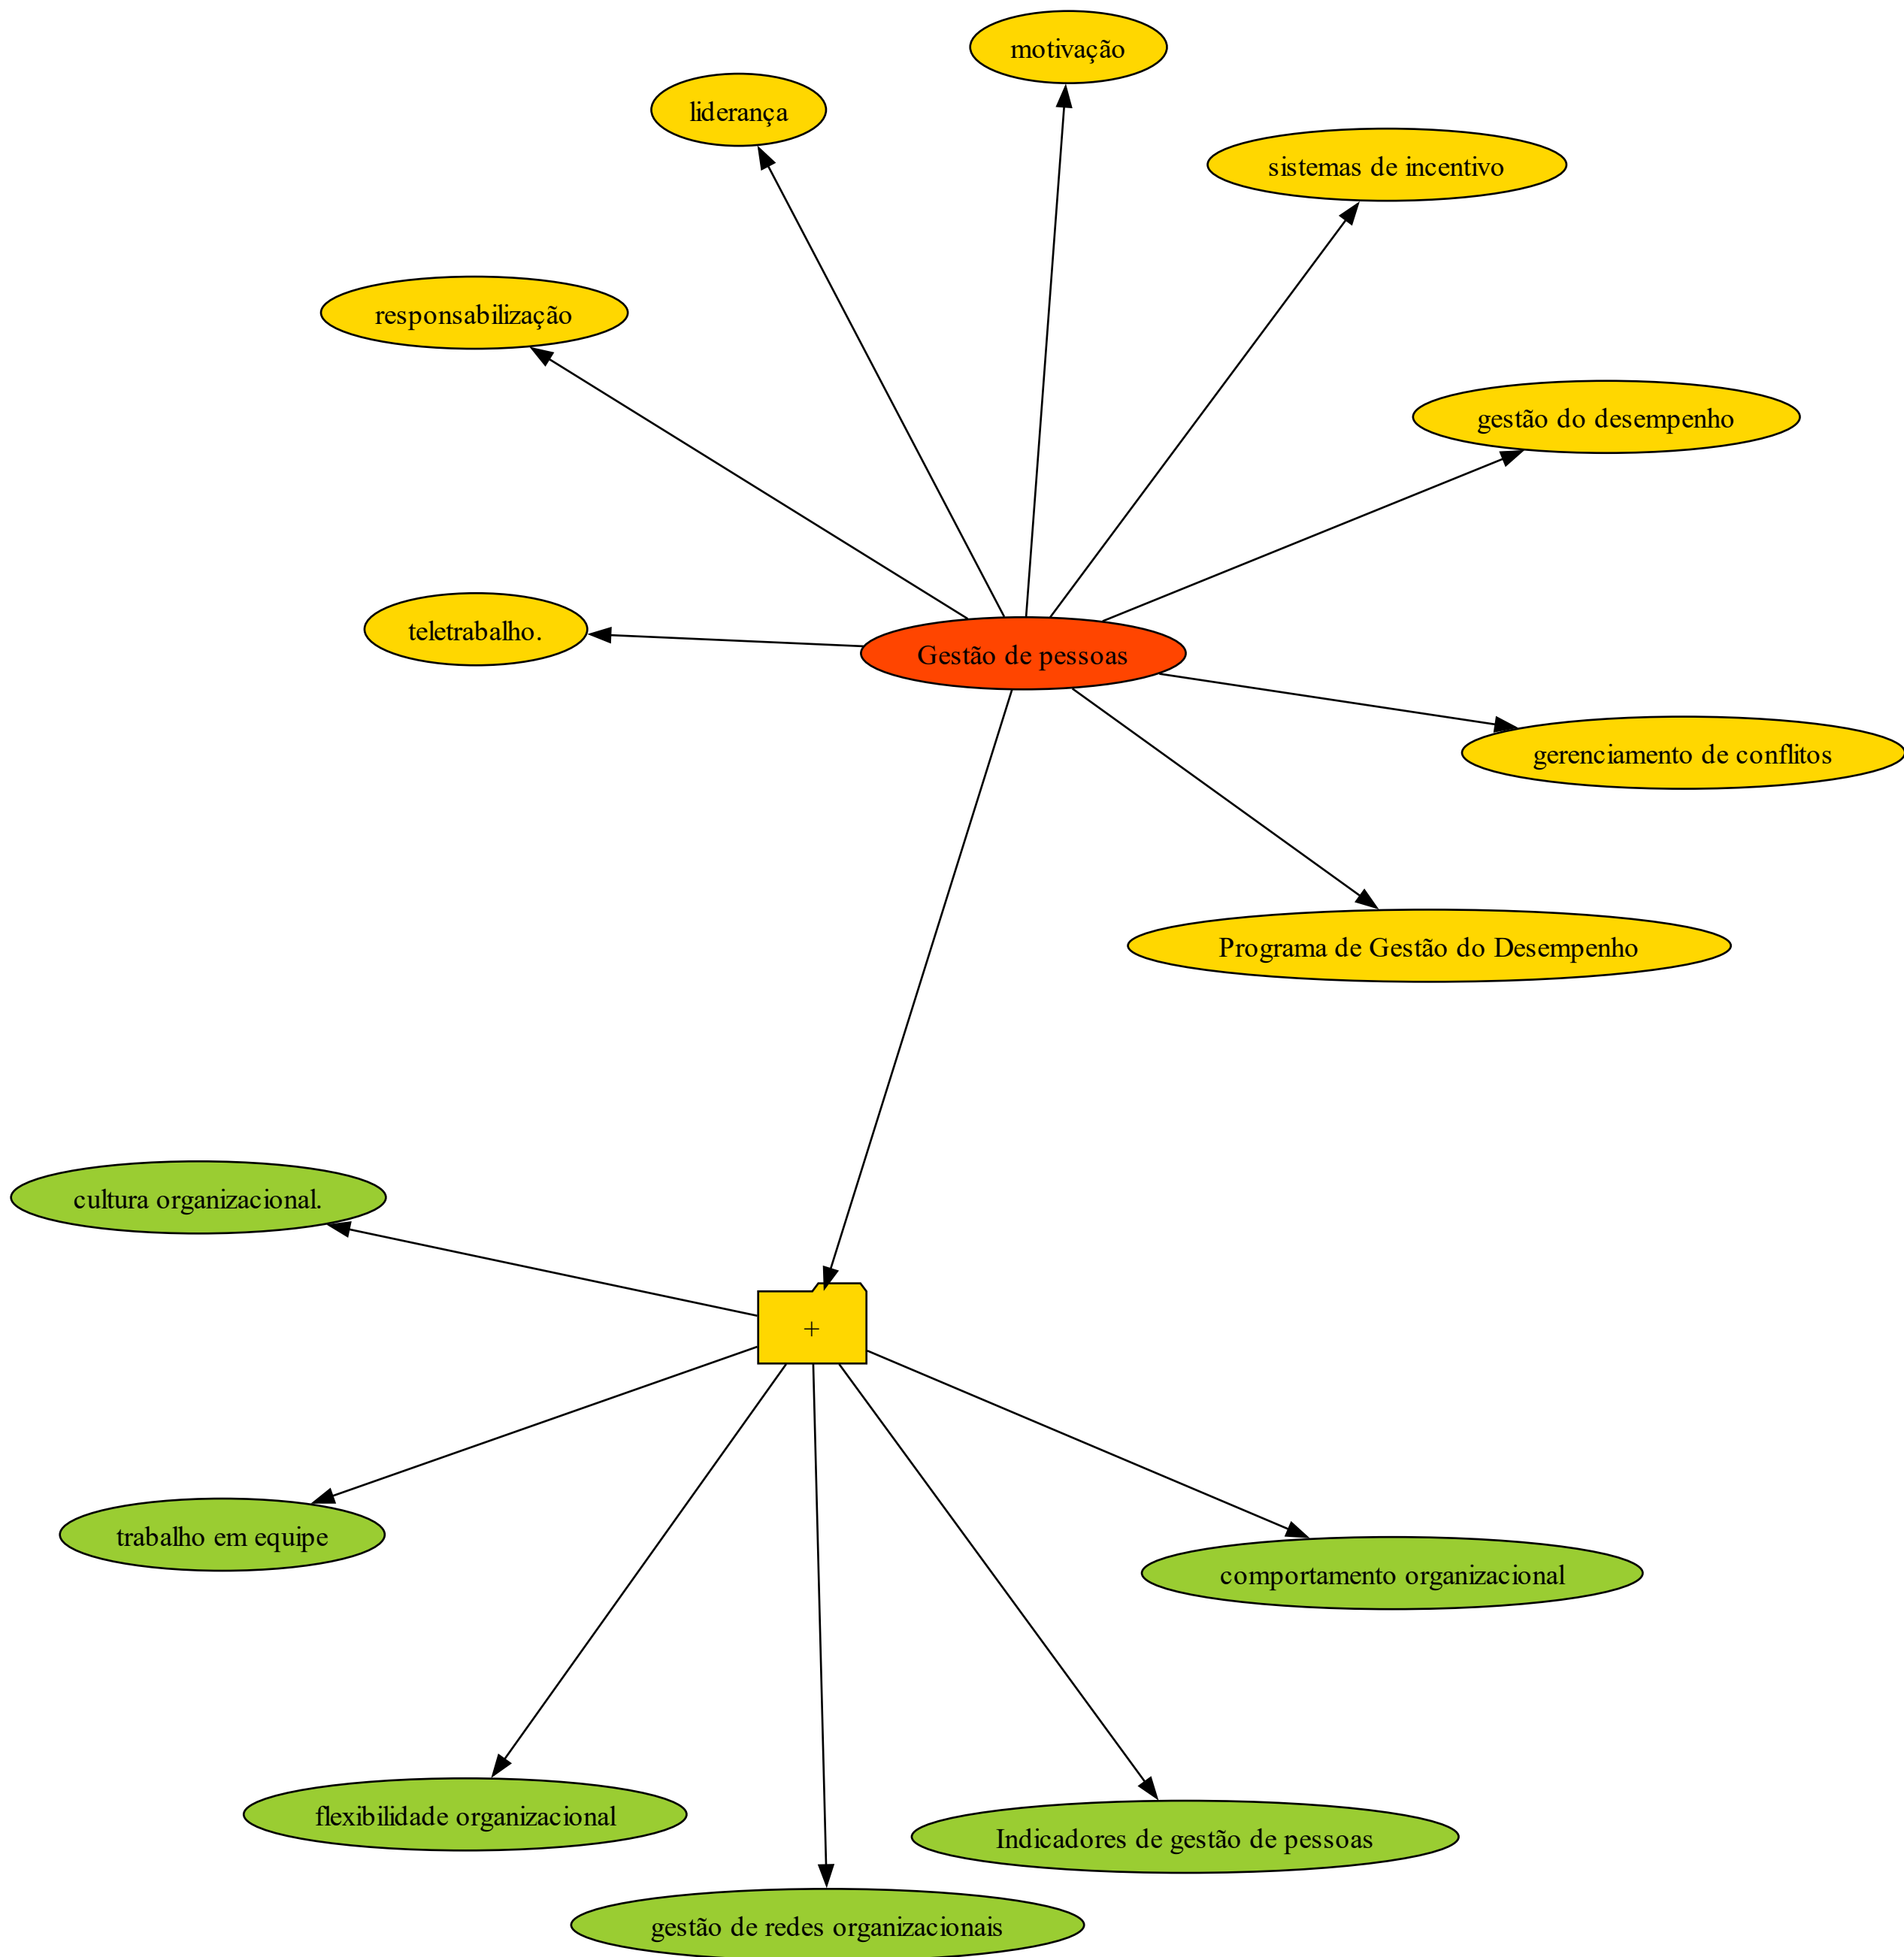 motivação
liderança
sistemas de incentivo
responsabilização
gestão do desempenho
teletrabalho.
Gestão de pessoas
gerenciamento de conflitos
Programa de Gestão do Desempenho
cultura organizacional.
+
trabalho em equipe
comportamento organizacional
flexibilidade organizacional
Indicadores de gestão de pessoas
gestão de redes organizacionais